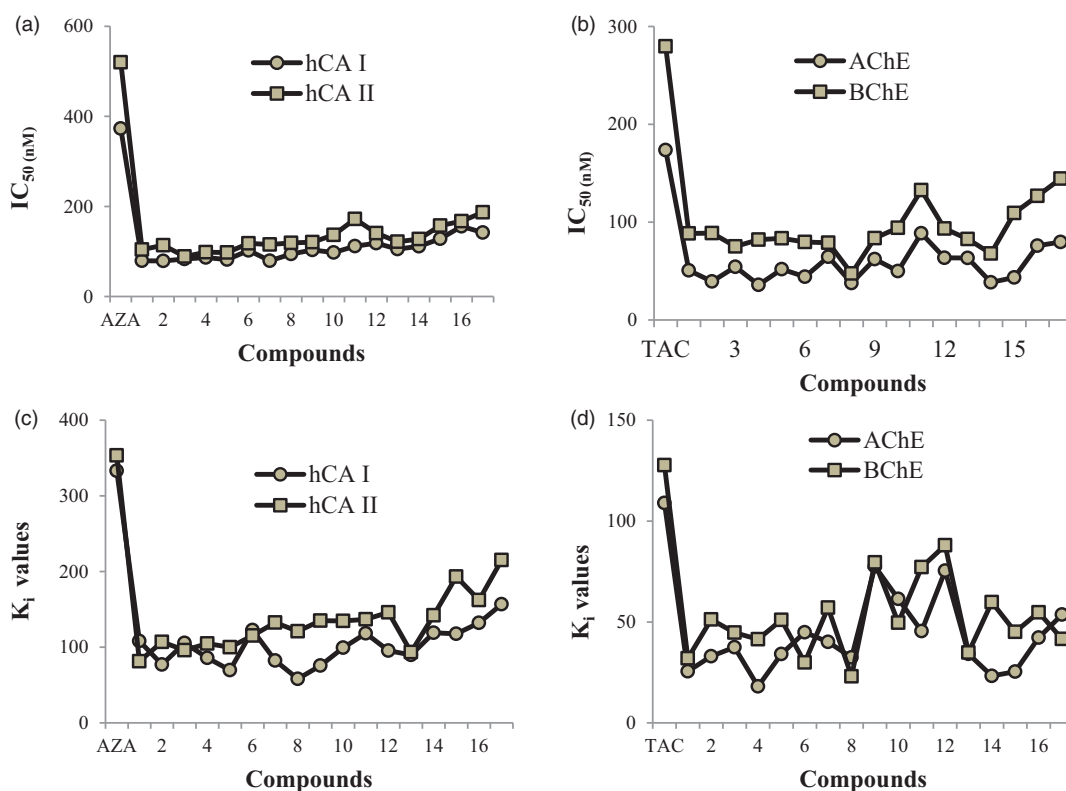 (a)
600
400
200
0
IC50 (nM)
hCA I
hCA II
AZA 2 4 6 8 10 12 14 16
Compounds
(b)
300
200
100
0
IC50 (nM)
AChE
BChE
TAC 3 6 9 12 15
Compounds
(c)
400
300
200
100
0
Ki values
hCA I
hCA II
AZA 2 4 6 8 10 12 14 16
Compounds
(d)
150
100
50
0
Ki values
AChE
BChE
TAC 2 4 6 8 10 12 14 16
Compounds